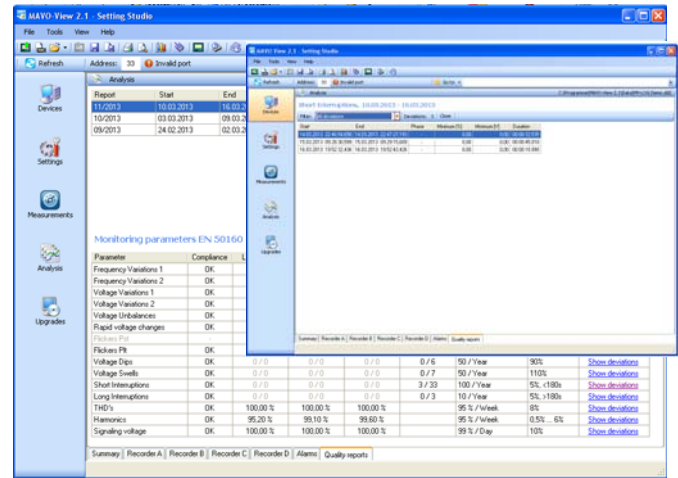 MAVO-View 2.1 - Setting Studio
File Tools View Help
Refresh Address: 33 Invalid port
Analysis
Report Start End
11/2013 10.03.2013 16.03.
10/2013 03.03.2013 09.03.
09/2013 24.02.2013 02.03.
Devices
Settings
Measurements
Analysis
Upgrades
Monitoring parameters EN 50160
Parameter Compliance
Frequency Variations 1 OK
Frequency Variations 2 OK
Voltage Variations 1 OK
Voltage Variations 2 OK
Voltage Unbalances OK
Rapid voltage changes OK
Flickers Pst
Flickers Plt OK
Voltage Dips OK 0 / 0 0 / 0 0 / 0 0 / 6 50 / Year 90% Show deviations
Voltage Swells OK 0 / 0 0 / 0 0 / 0 0 / 7 50 / Year 110% Show deviations
Short Interruptions OK 0 / 0 0 / 0 0 / 0 3 / 33 100 / Year 5%, <180s Show deviations
Long Interruptions OK 0 / 0 0 / 0 0 / 0 0 / 3 10 / Year 5%, >180s Show deviations
THD's OK 100,00 % 100,00 % 100,00 % 95 % / Week 8% Show deviations
Harmonics OK 95,20 % 99,10 % 99,60 % 95 % / Week 0,5% ... 6% Show deviations
Signaling voltage OK 100,00 % 100,00 % 100,00 % 99 % / Day 10% Show deviations
Summary Recorder A Recorder B Recorder C Recorder D Alarms Quality reports
MAVO-View 2.1 - Setting Studio
File Tools View Help
Refresh Address: 33 Invalid port Go to:
Analysis
Short Interruptions, 10.03.2013 - 16.03.2013
Filter: All deviations Deviations: 3 Close
Start End Phase Minimum [%] Minimum [V] Duration
Devices
Settings
Measurements
Analysis
Upgrades
Summary Recorder A Recorder B Recorder C Recorder D Alarms Quality reports